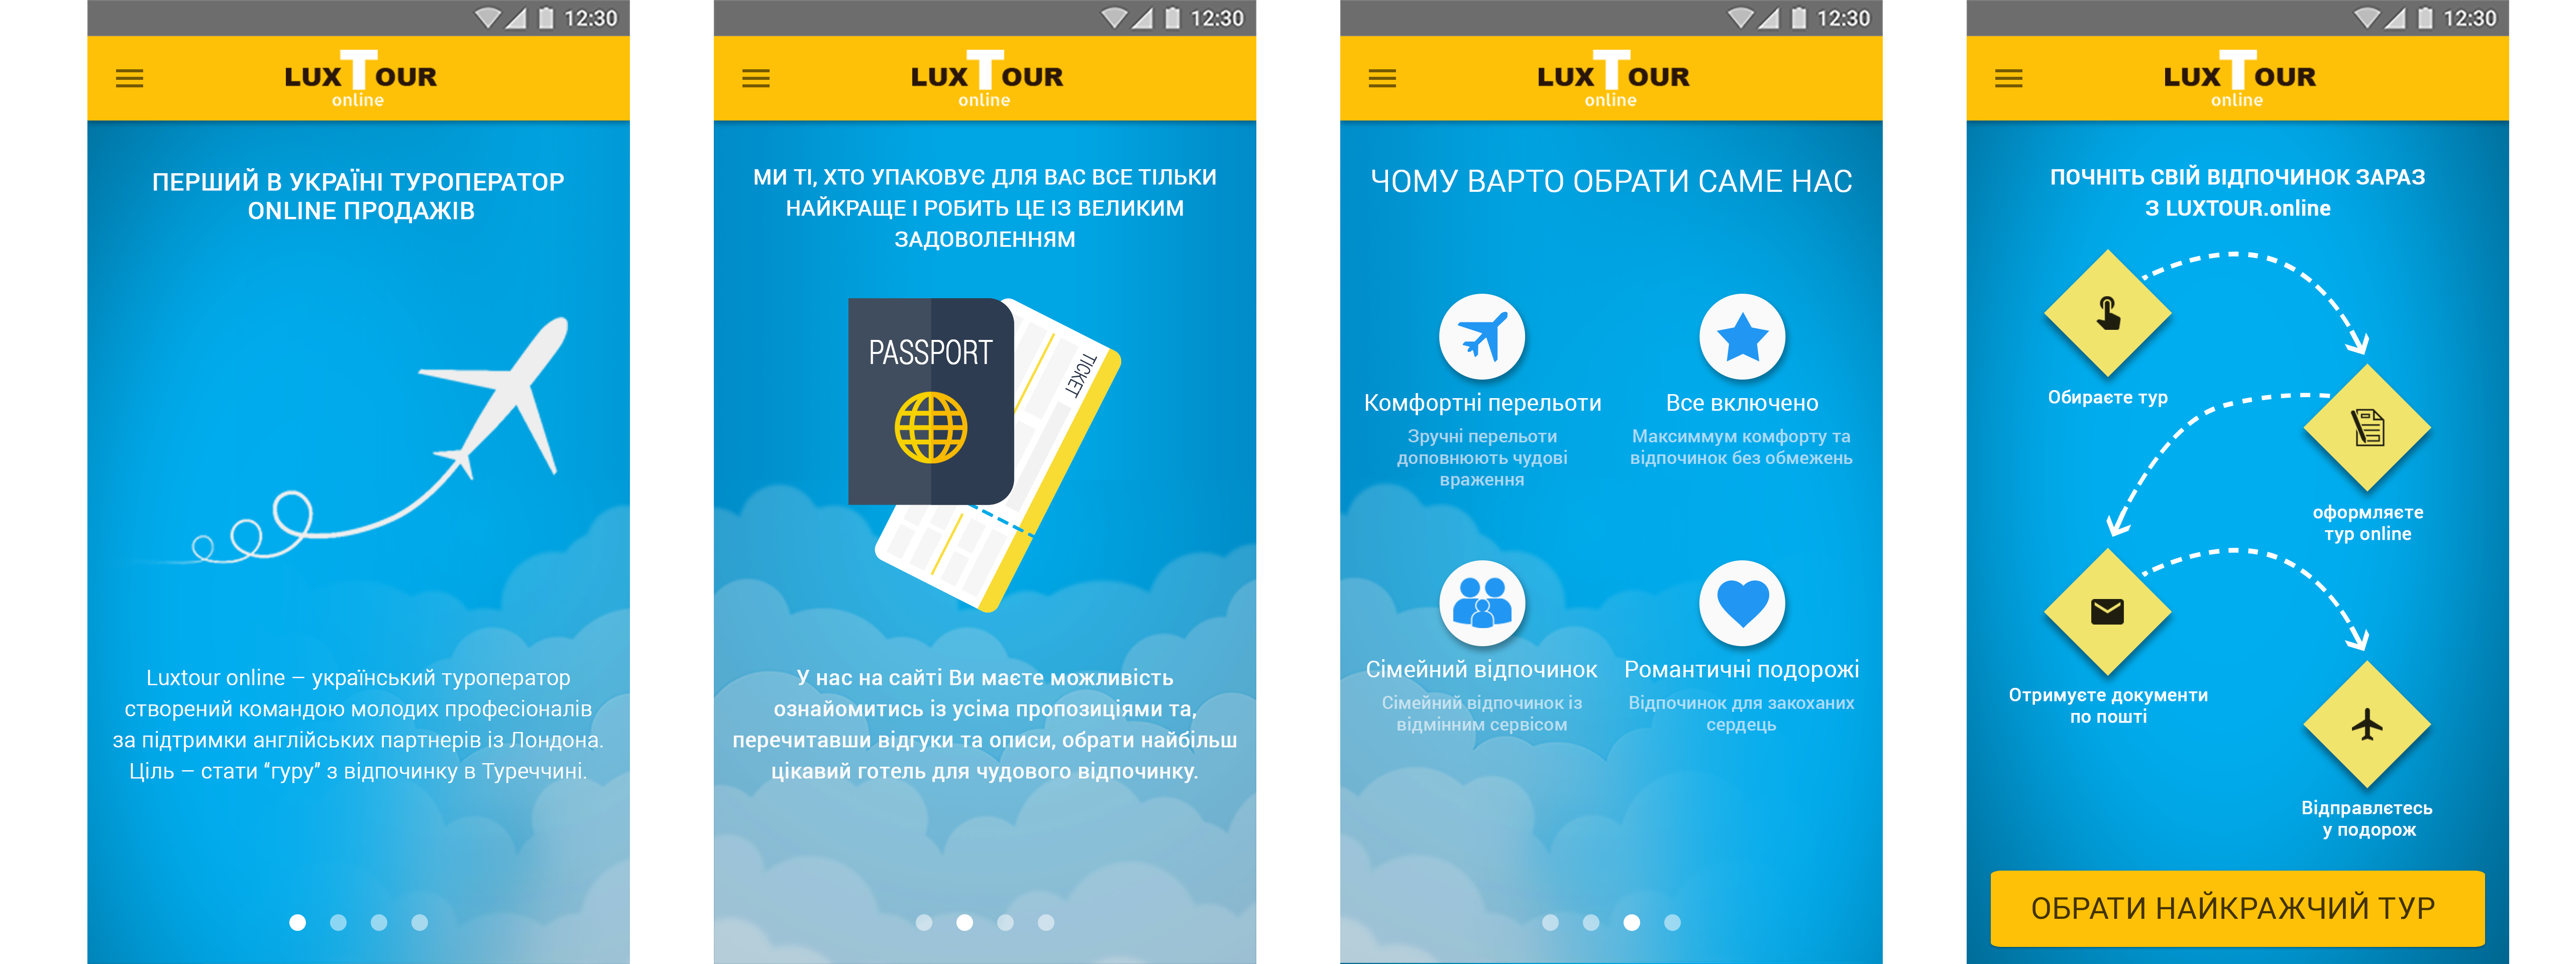 12:30
LUX TOUR
online
ПЕРШИЙ В УКРАЇНІ ТУРОПЕРАТОР
ONLINE ПРОДАЖІВ
Luxtour online – український туроператор
створений командою молодих професіоналів
за підтримки англійських партнерів із Лондона.
Ціль – стати "гуру" з відпочинку в Туреччині.
12:30
LUX TOUR
online
МИ ТІ, ХТО УПАКОВУЄ ДЛЯ ВАС ВСЕ ТІЛЬКИ
НАЙКРАЩЕ І РОБИТЬ ЦЕ ІЗ ВЕЛИКИМ
ЗАДОВОЛЕННЯМ
PASSPORT
TICKET
У нас на сайті Ви маєте можливість
ознайомитись із усіма пропозиціями та,
перечитавши відгуки та описи, обрати найбільш
цікавий готель для чудового відпочинку.
12:30
LUX TOUR
online
ЧОМУ ВАРТО ОБРАТИ САМЕ НАС
Комфортні перельоти
Зручні перельоти
доповнюють чудові
враження
Все включено
Максиммум комфорту та
відпочинок без обмежень
Сімейний відпочинок
Сімейний відпочинок із
відмінним сервісом
Романтичні подорожі
Відпочинок для закоханих
сердець
12:30
LUX TOUR
online
ПОЧНІТЬ СВІЙ ВІДПОЧИНОК ЗАРАЗ
З LUXTOUR.online
Обираєте тур
оформляєте
тур online
Отримуєте документи
по пошті
Відправлєтесь
у подорож
ОБРАТИ НАЙКРАЖЧИЙ ТУР